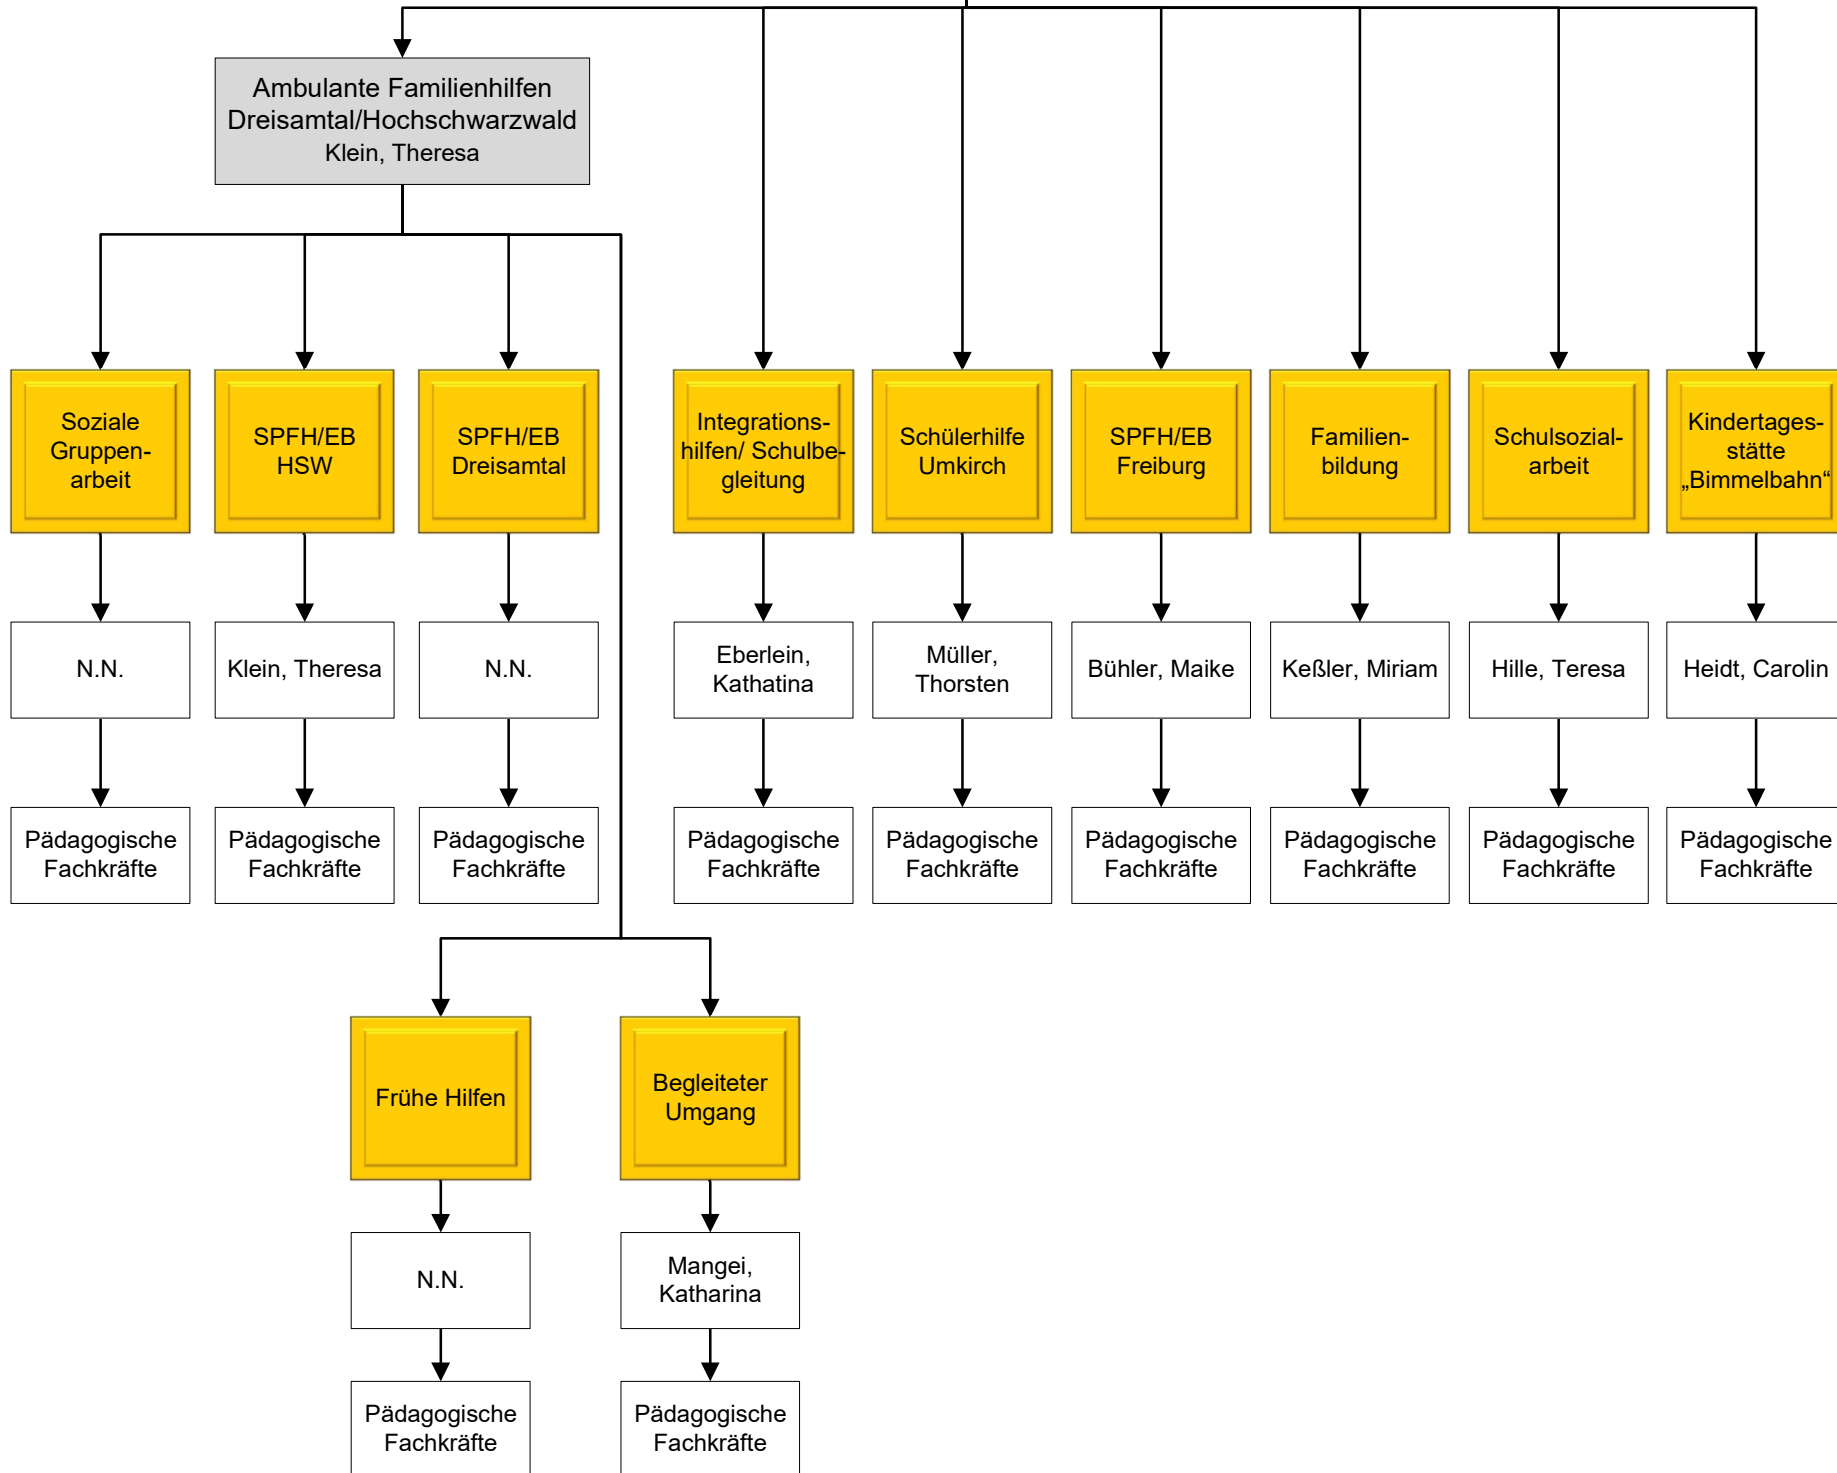 Ambulante Familienhilfen
Dreisamtal/Hochschwarzwald
Klein, Theresa
Soziale
Gruppen-
arbeit
SPFH/EB
HSW
SPFH/EB
Dreisamtal
Integrations-
hilfen/ Schulbe-
gleitung
Schülerhilfe
Umkirch
SPFH/EB
Freiburg
Familien-
bildung
Schulsozial-
arbeit
Kindertages-
stätte
„Bimmelbahn“
N.N.
Klein, Theresa
N.N.
Eberlein,
Kathatina
Müller,
Thorsten
Bühler, Maike
Keßler, Miriam
Hille, Teresa
Heidt, Carolin
Pädagogische
Fachkräfte
Pädagogische
Fachkräfte
Pädagogische
Fachkräfte
Pädagogische
Fachkräfte
Pädagogische
Fachkräfte
Pädagogische
Fachkräfte
Pädagogische
Fachkräfte
Pädagogische
Fachkräfte
Pädagogische
Fachkräfte
Frühe Hilfen
Begleiteter
Umgang
N.N.
Mangei,
Katharina
Pädagogische
Fachkräfte
Pädagogische
Fachkräfte